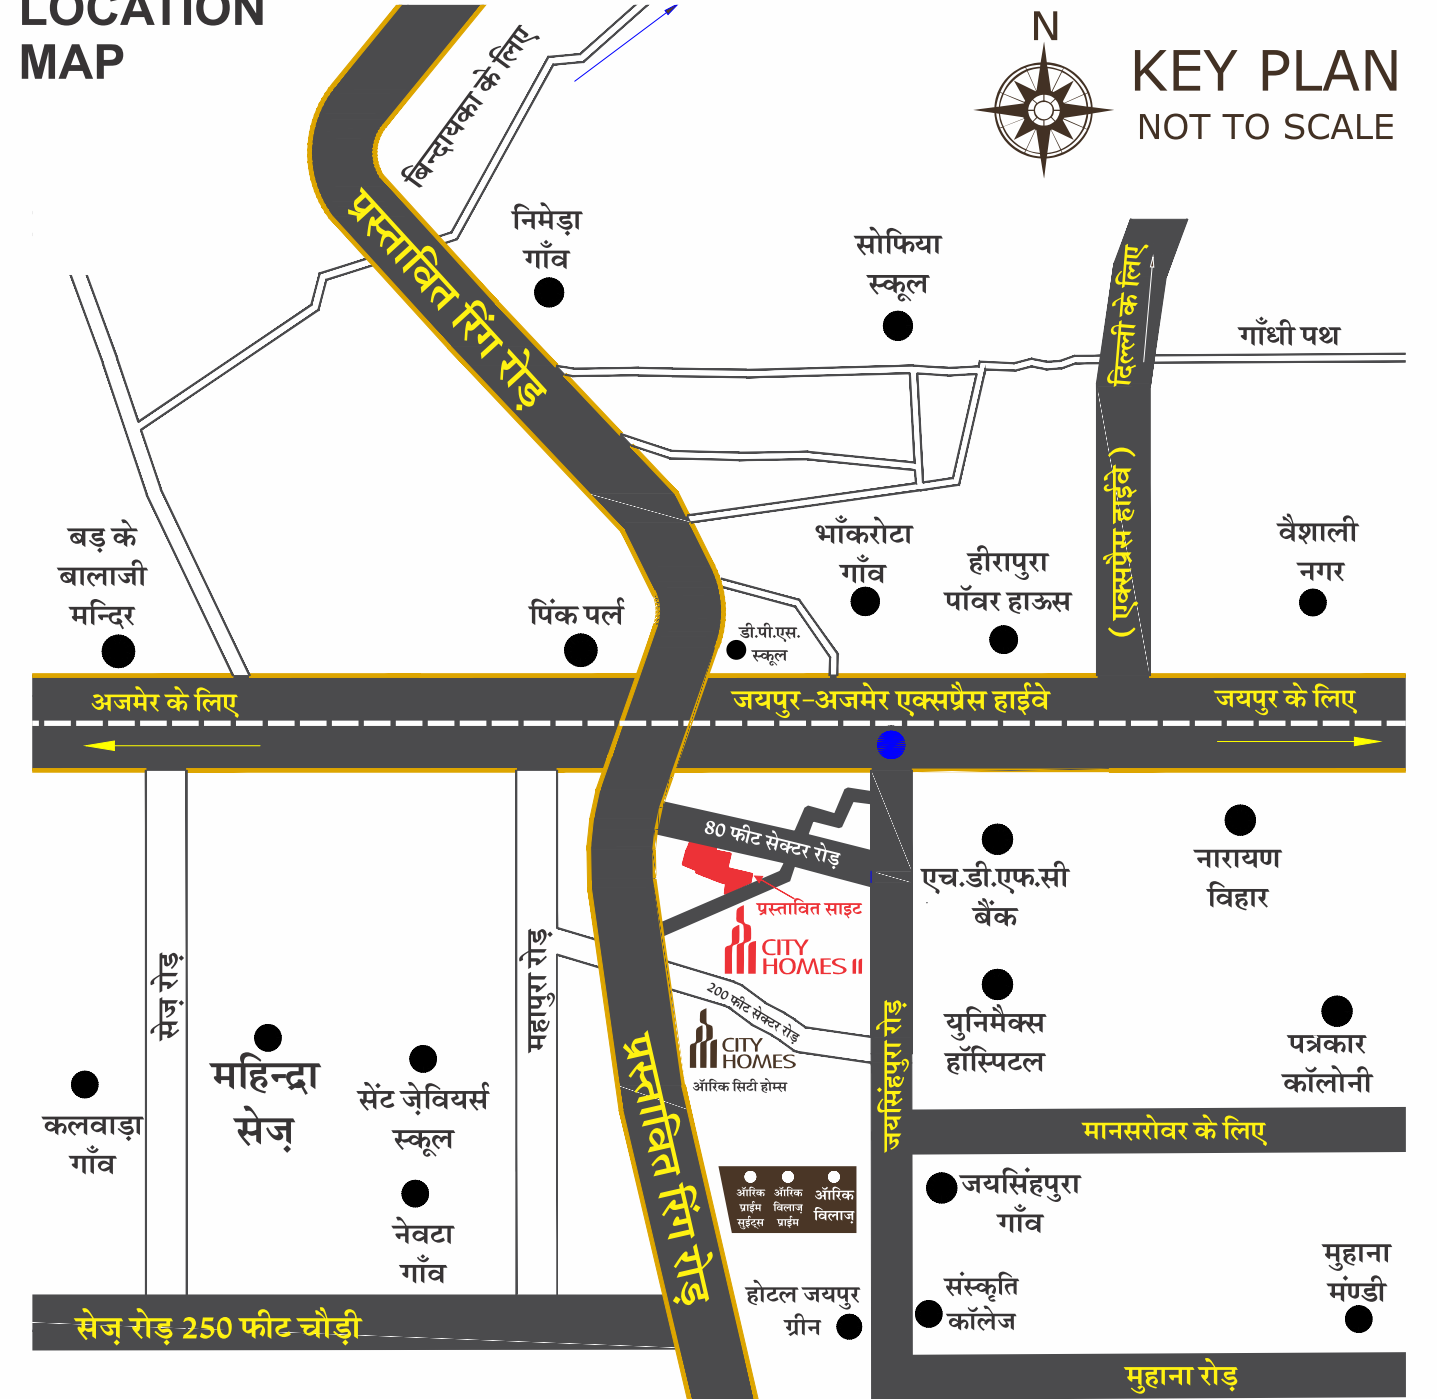 LOCATION
MAP
N
KEY PLAN
NOT TO SCALE
बिन्दायका के लिए
प्रस्तावित रिंग रोड़
निमेड़ा
गाँव
सोफिया
स्कूल
दिल्ली के लिए
( एक्सप्रैस हाईवे )
गाँधी पथ
बड़ के
बालाजी
मन्दिर
पिंक पर्ल
डी.पी.एस.
स्कूल
भाँकरोटा
गाँव
हीरापुरा
पॉवर हाऊस
वैशाली
नगर
अजमेर के लिए
जयपुर-अजमेर एक्सप्रैस हाईवे
जयपुर के लिए
80 फीट सेक्टर रोड़
प्रस्तावित साइट
CITY
HOMES II
एच.डी.एफ.सी
बैंक
नारायण
विहार
सेज़ रोड़
महापुरा रोड़
200 फीट सेक्टर रोड़
CITY
HOMES
ऑरिक सिटी होम्स
जयसिंहपुरा रोड़
युनिमैक्स
हॉस्पिटल
पत्रकार
कॉलोनी
महिन्द्रा
सेज़
सेंट जे़वियर्स
स्कूल
कलवाड़ा
गाँव
नेवटा
गाँव
प्रस्तावित रिंग रोड़
मानसरोवर के लिए
ऑरिक
प्राईम
सुईट्स
ऑरिक
विलाज़
प्राईम
ऑरिक
विलाज़
जयसिंहपुरा
गाँव
मुहाना
मंण्डी
होटल जयपुर
ग्रीन
संस्कृति
कॉलेज
सेज़ रोड़ 250 फीट चौड़ी
मुहाना रोड़